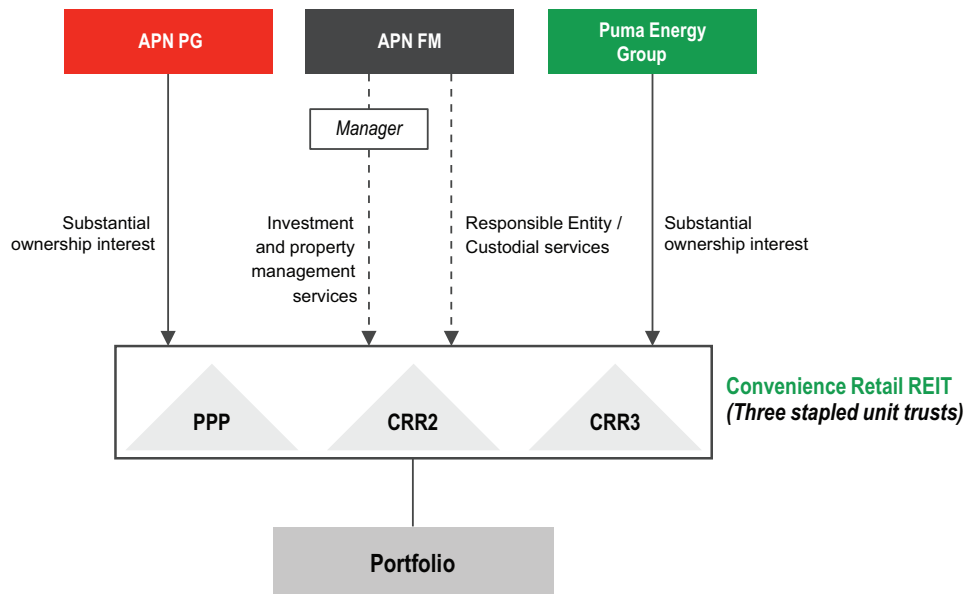 APN PG
APN FM
Puma Energy
Group
Manager
Substantial
ownership interest
Investment
and property
management
services
Responsible Entity /
Custodial services
Substantial
ownership interest
PPP
CRR2
CRR3
Convenience Retail REIT
(Three stapled unit trusts)
Portfolio